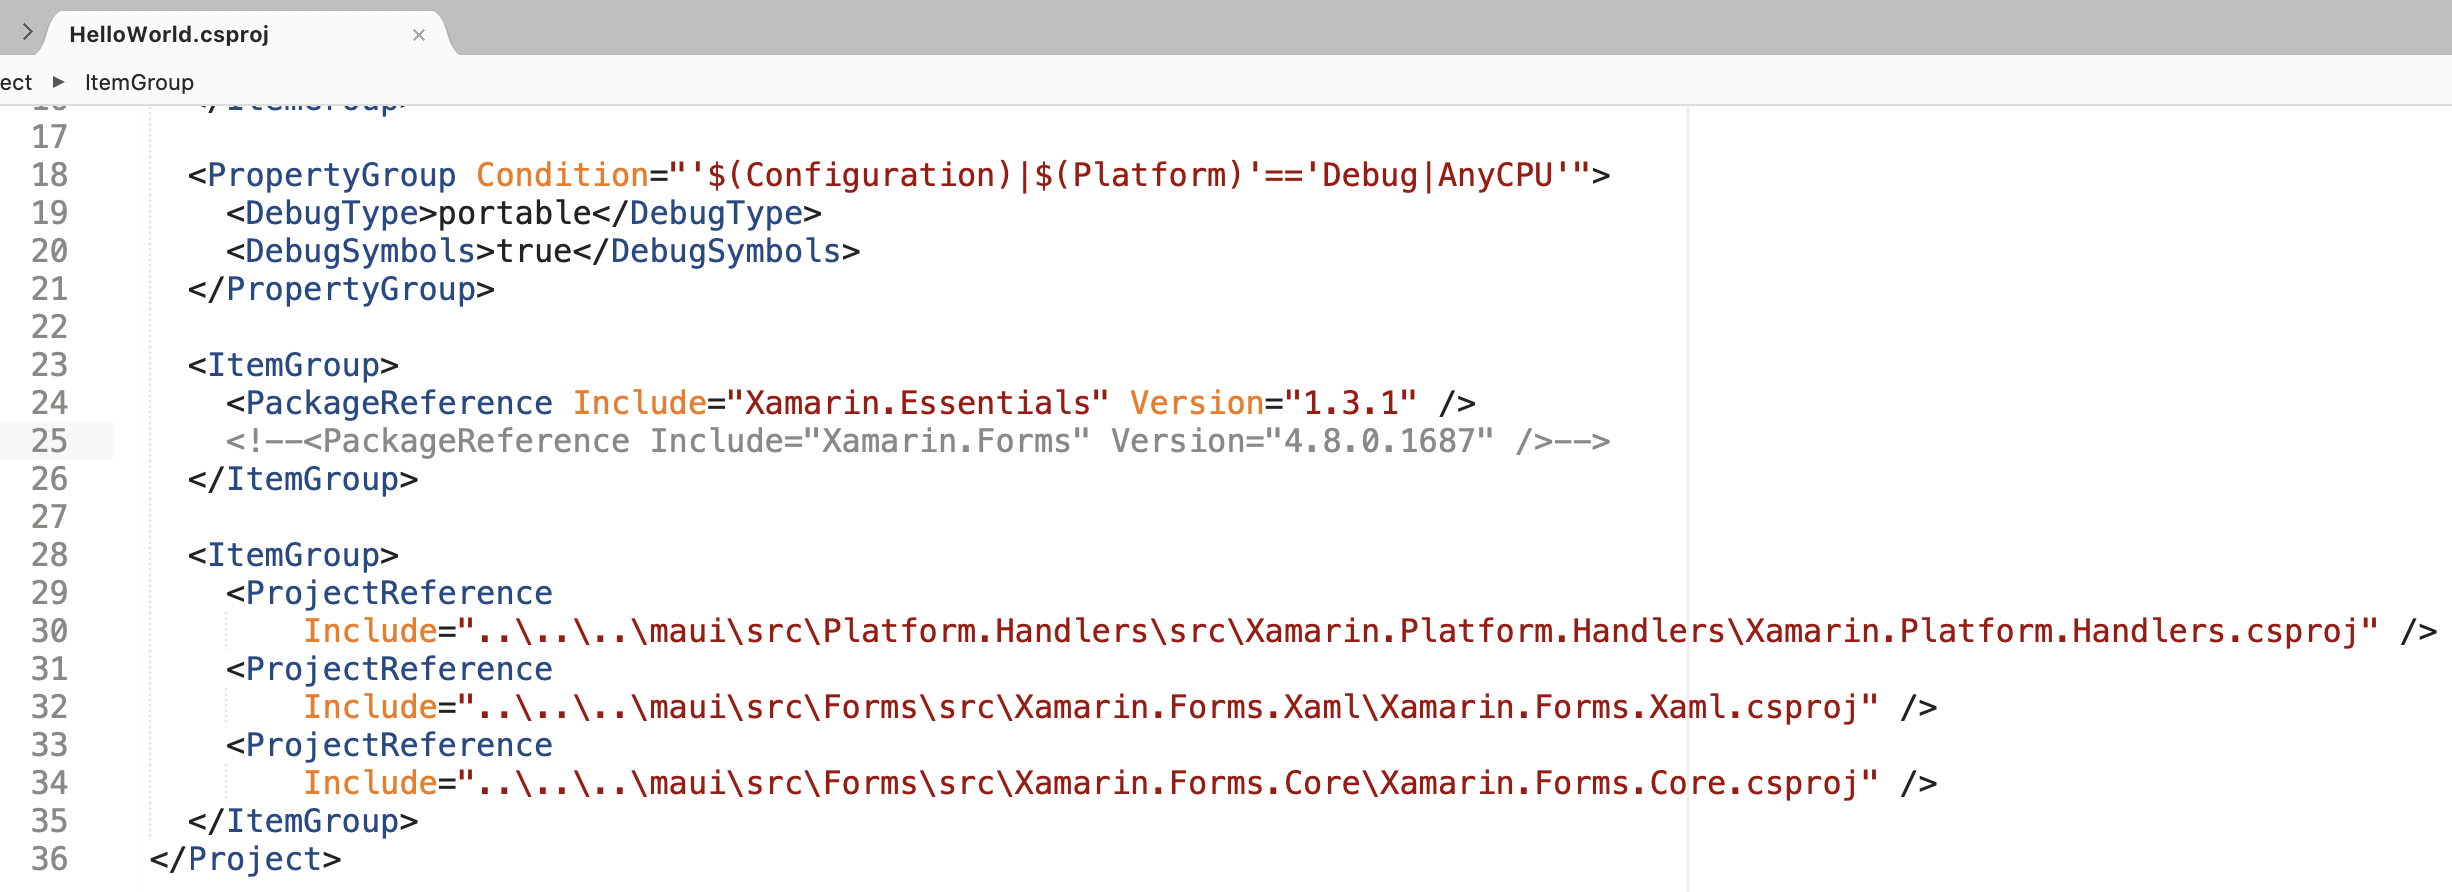 HelloWorld.csproj ×
ect ▶ ItemGroup
16 </ItemGroup>
17
18 <PropertyGroup Condition="'$(Configuration)|$(Platform)'=='Debug|AnyCPU'">
19 <DebugType>portable</DebugType>
20 <DebugSymbols>true</DebugSymbols>
21 </PropertyGroup>
22
23 <ItemGroup>
24 <PackageReference Include="Xamarin.Essentials" Version="1.3.1" />
25 <!--<PackageReference Include="Xamarin.Forms" Version="4.8.0.1687" />-->
26 </ItemGroup>
27
28 <ItemGroup>
29 <ProjectReference
30 Include="..\..\..\maui\src\Platform.Handlers\src\Xamarin.Platform.Handlers\Xamarin.Platform.Handlers.csproj" />
31 <ProjectReference
32 Include="..\..\..\maui\src\Forms\src\Xamarin.Forms.Xaml\Xamarin.Forms.Xaml.csproj" />
33 <ProjectReference
34 Include="..\..\..\maui\src\Forms\src\Xamarin.Forms.Core\Xamarin.Forms.Core.csproj" />
35 </ItemGroup>
36 </Project>